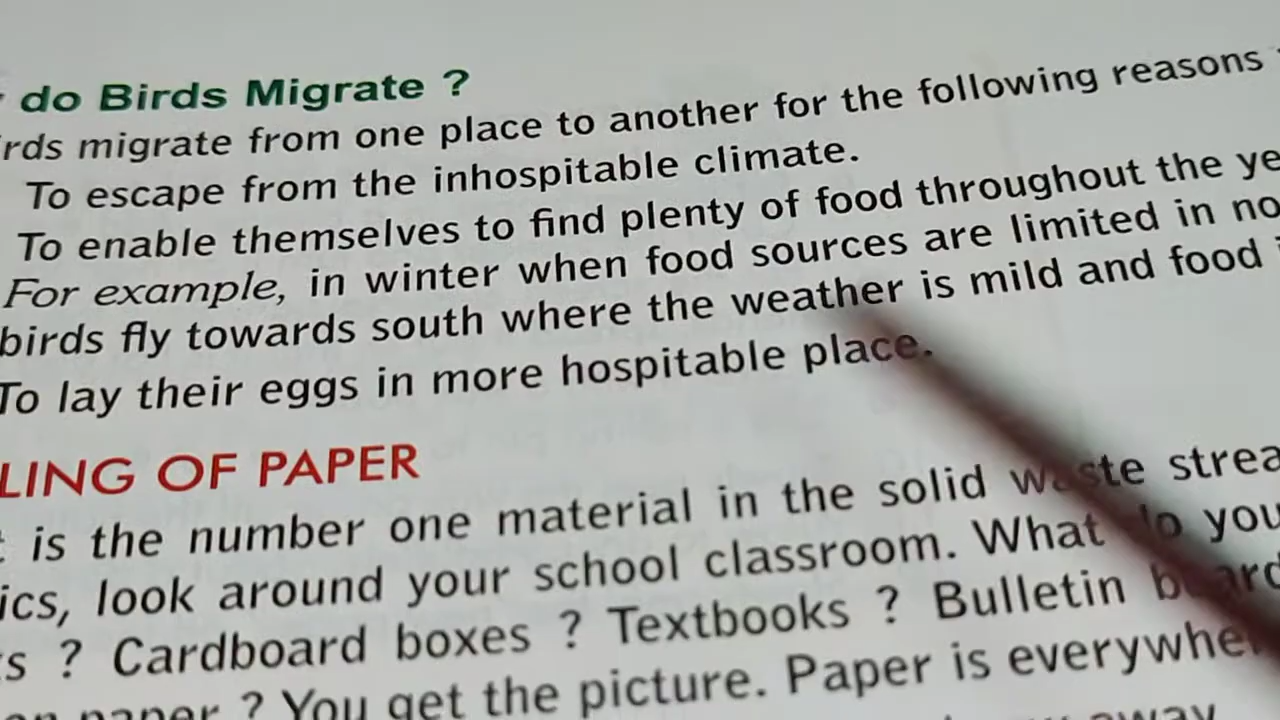 do Birds Migrate ?
rds migrate from one place to another for the following reasons
To escape from the inhospitable climate.
To enable themselves to find plenty of food throughout the ye
For example, in winter when food sources are limited in no
birds fly towards south where the weather is mild and food
To lay their eggs in more hospitable place.
LING OF PAPER
is the number one material in the solid waste strea
ics, look around your school classroom. What do you
s ? Cardboard boxes ? Textbooks ? Bulletin board
on paper ? You get the picture. Paper is everywhe
away